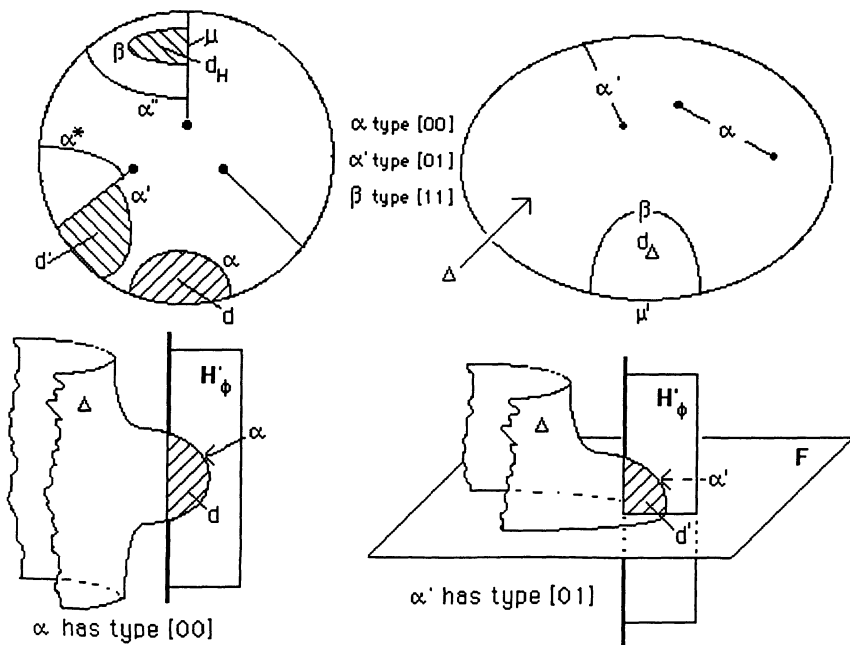 β
μ
d_H
α''
α*
α'
d'
α
d
α type [00]
α' type [01]
β type [11]
α'
α
β
d_Δ
Δ
μ'
H'_ϕ
Δ
α
d
α has type [00]
H'_ϕ
Δ
F
α'
d'
α' has type [01]